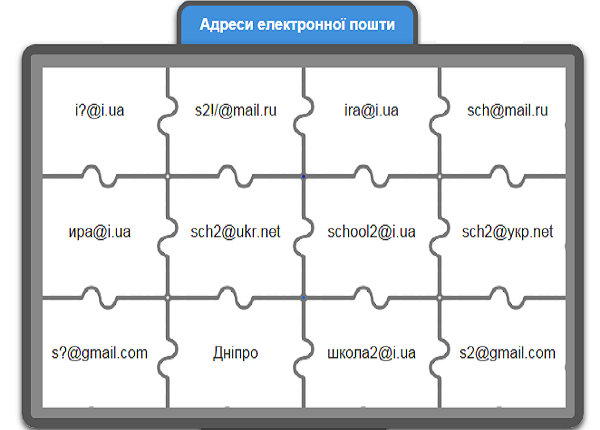 Адреси електронної пошти
i?@i.ua
s2l/@mail.ru
ira@i.ua
sch@mail.ru
ира@i.ua
sch2@ukr.net
school2@i.ua
sch2@укр.net
s?@gmail.com
Дніпро
школа2@i.ua
s2@gmail.com